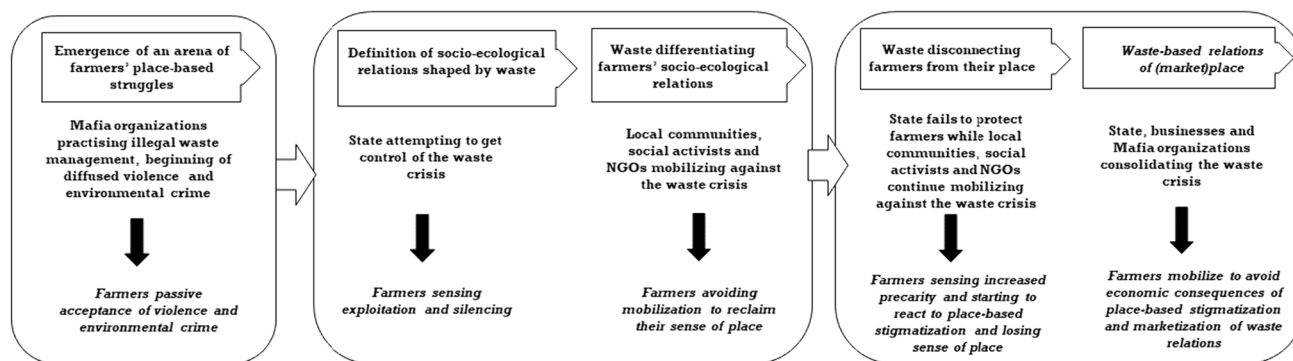 Emergence of an arena of
farmers' place-based
struggles
Mafia organizations
practising illegal waste
management, beginning of
diffused violence and
environmental crime
Farmers passive
acceptance of violence and
environmental crime
Definition of socio-ecological
relations shaped by waste
State attempting to get
control of the waste
crisis
Farmers sensing
exploitation and silencing
Waste differentiating
farmers' socio-ecological
relations
Local communities,
social activists and
NGOs mobilizing against
the waste crisis
Farmers avoiding
mobilization to reclaim
their sense of place
Waste disconnecting
farmers from their place
State fails to protect
farmers while local
communities, social
activists and NGOs
continue mobilizing
against the waste crisis
Farmers sensing increased
precarity and starting to
react to place-based
stigmatization and losing
sense of place
Waste-based relations
of (market)place
State, businesses and
Mafia organizations
consolidating the waste
crisis
Farmers mobilize to avoid
economic consequences of
place-based stigmatization
and marketization of waste
relations